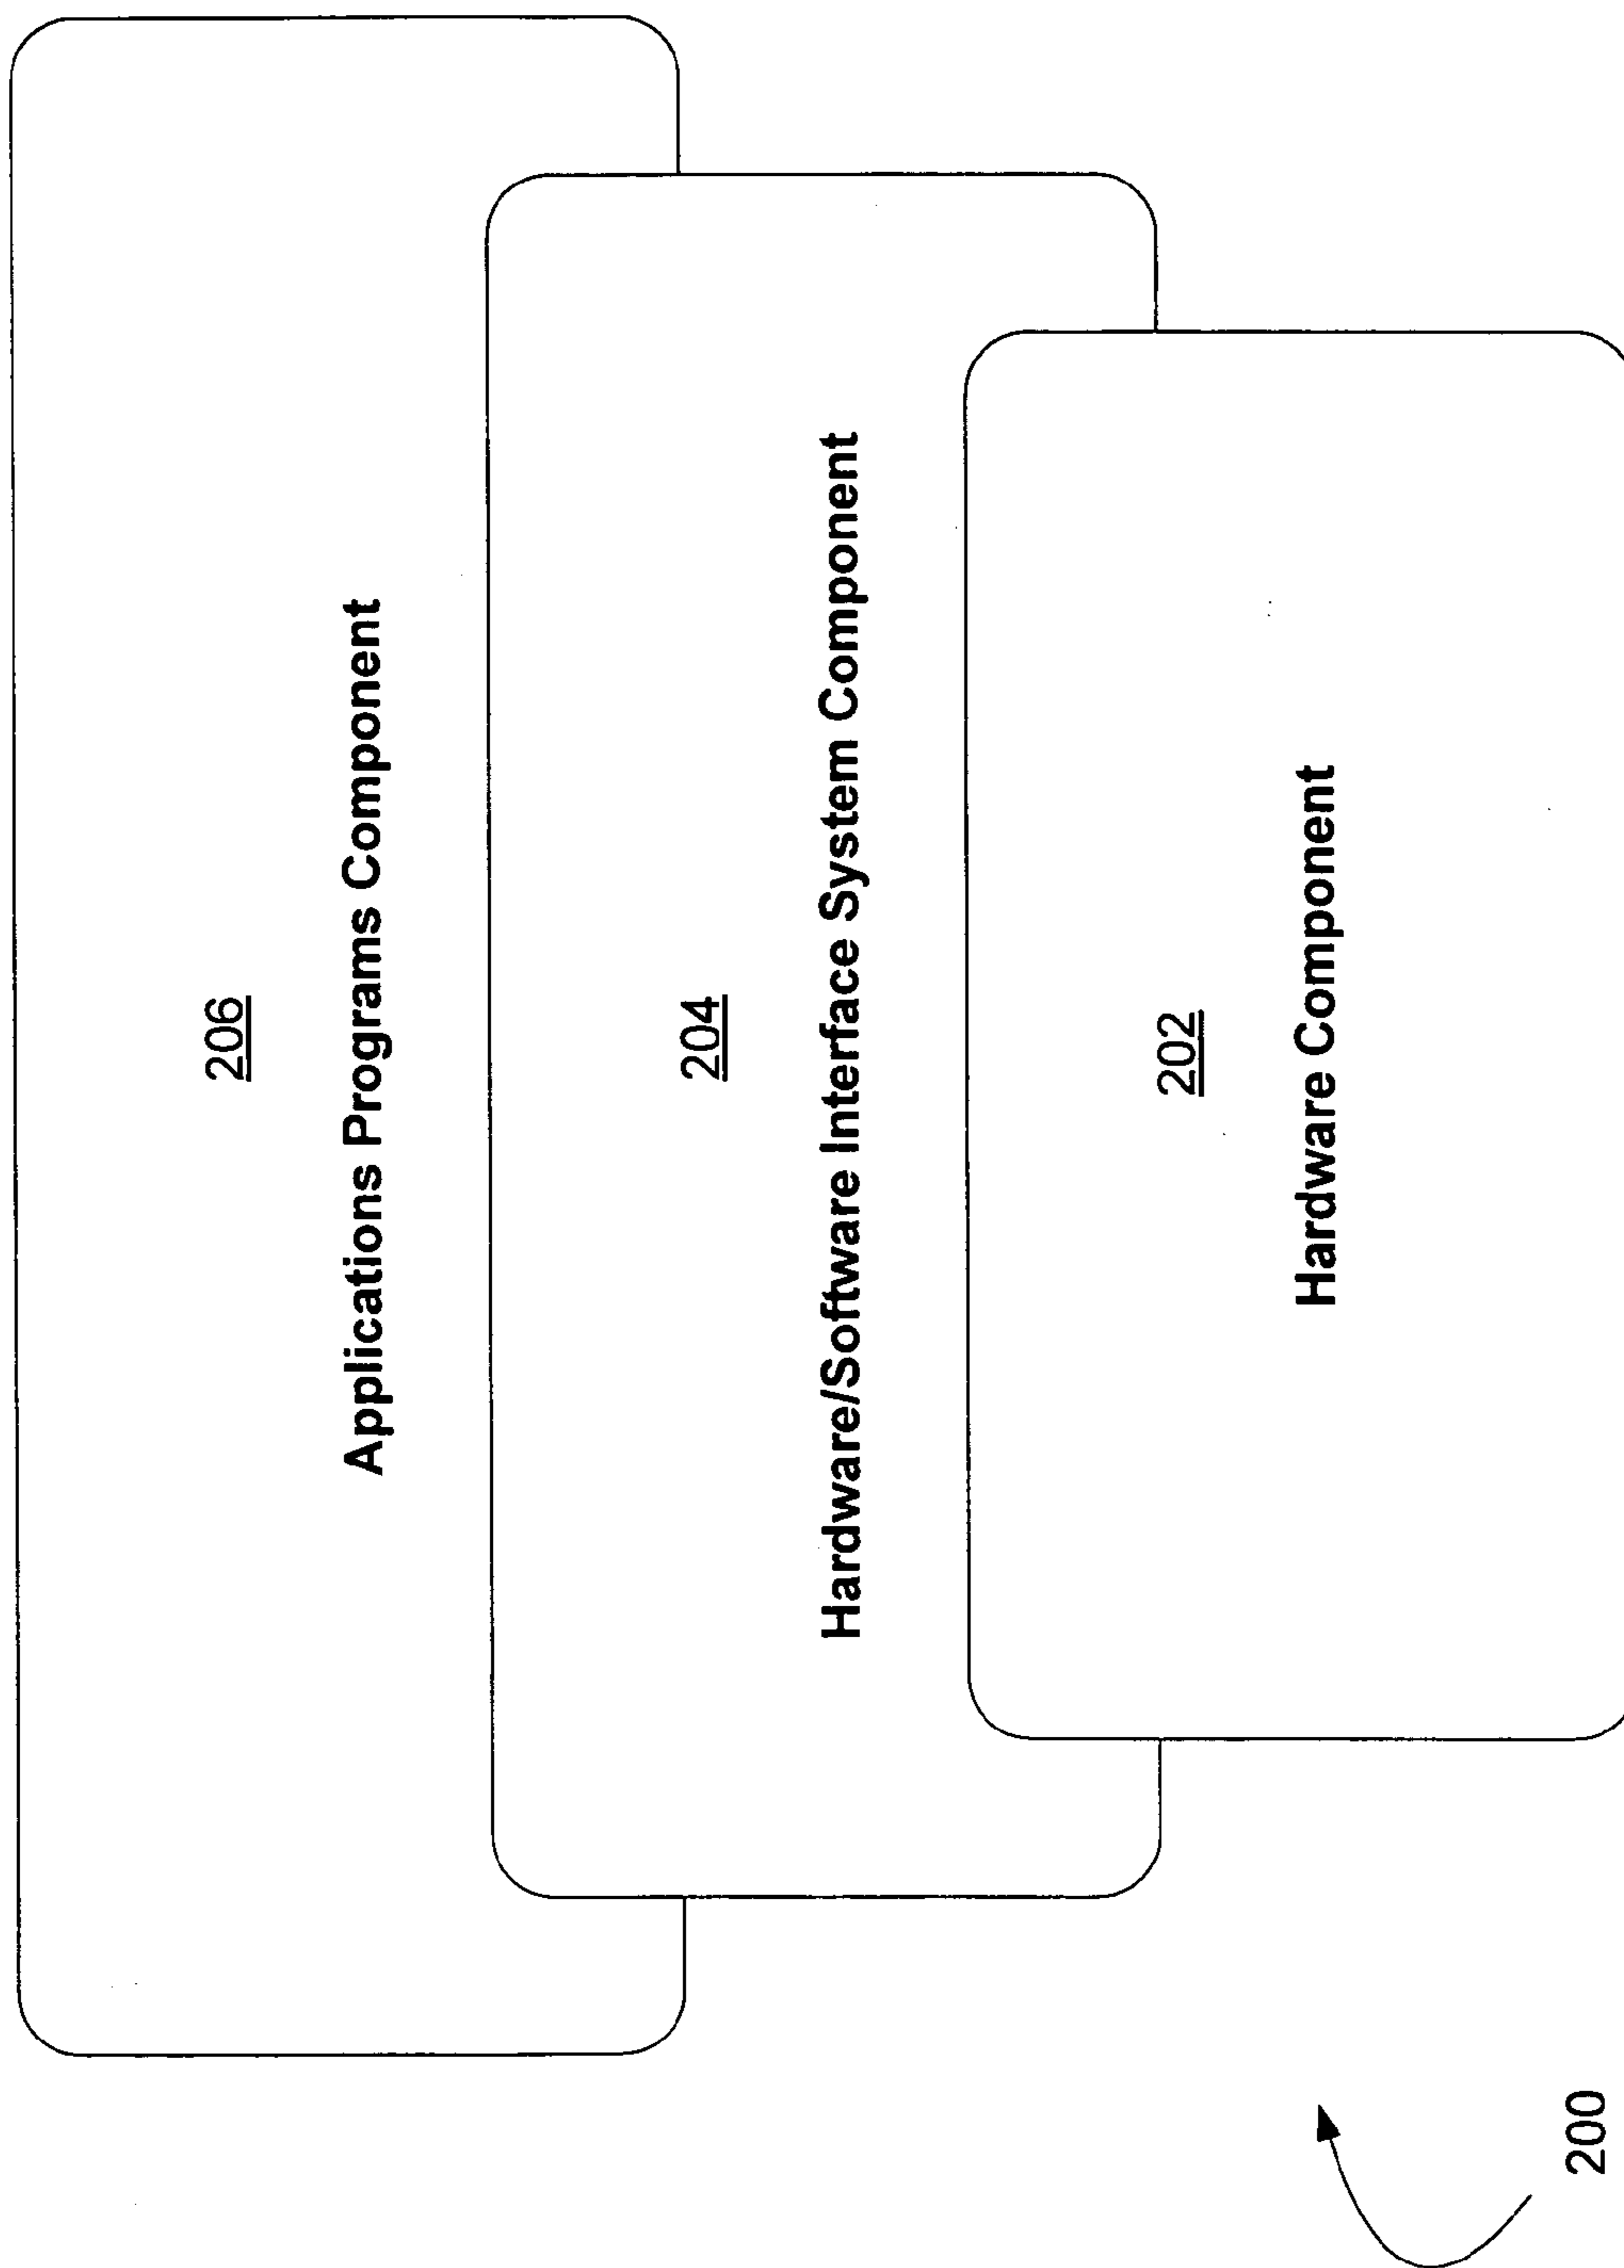 206
Applications Programs Component
204
Hardware/Software Interface System Component
202
Hardware Component
200